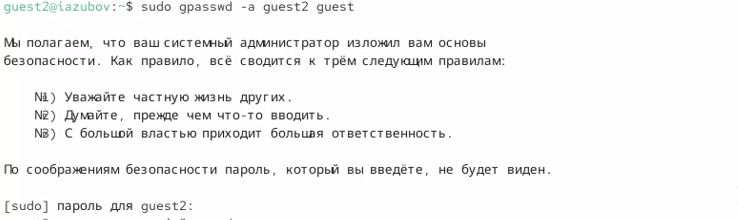 guest2@iazubov:~$ sudo gpasswd -a guest2 guest
Мы полагаем, что ваш системный администратор изложил вам основы
безопасности. Как правило, всё сводится к трём следующим правилам:
№1) Уважайте частную жизнь других.
№2) Думайте, прежде чем что-то вводить.
№3) С большой властью приходит большая ответственность.
По соображениям безопасности пароль, который вы введёте, не будет виден.
[sudo] пароль для guest2: